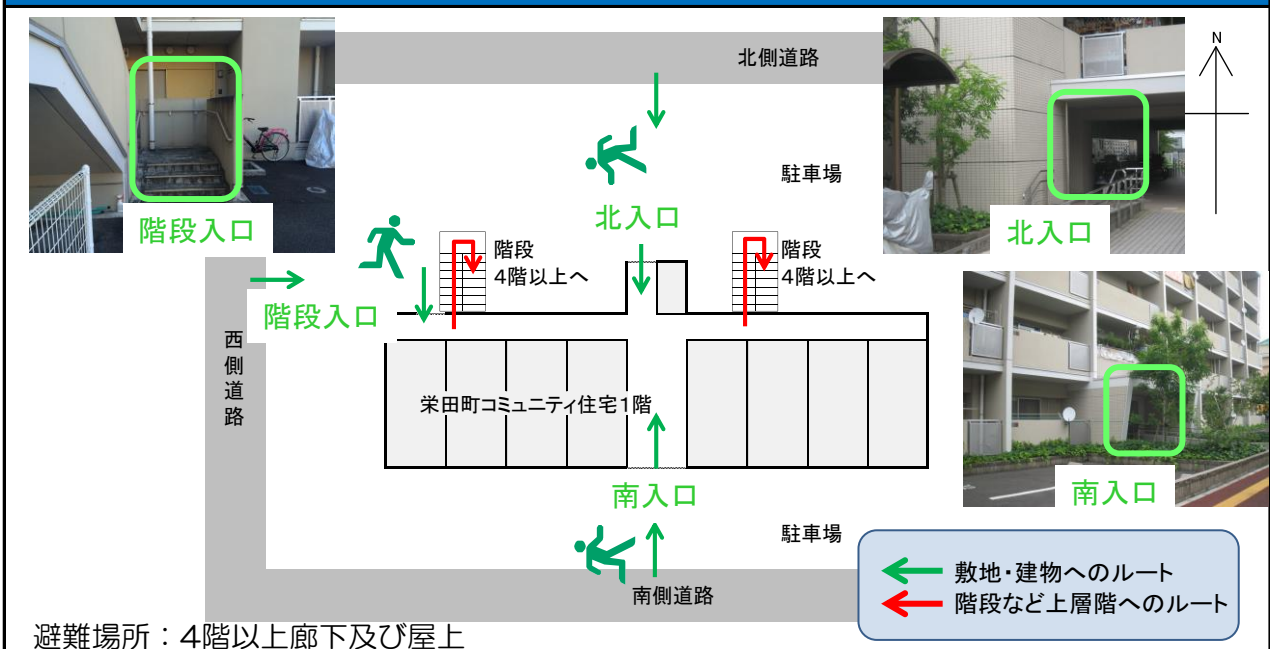 北側道路
N
階段入口
北入口
駐車場
北入口
階段
4階以上へ
階段
4階以上へ
階段入口
西側道路
栄田町コミュニティ住宅1階
南入口
南入口
駐車場
南側道路
敷地・建物へのルート
階段など上層階へのルート
避難場所：4階以上廊下及び屋上